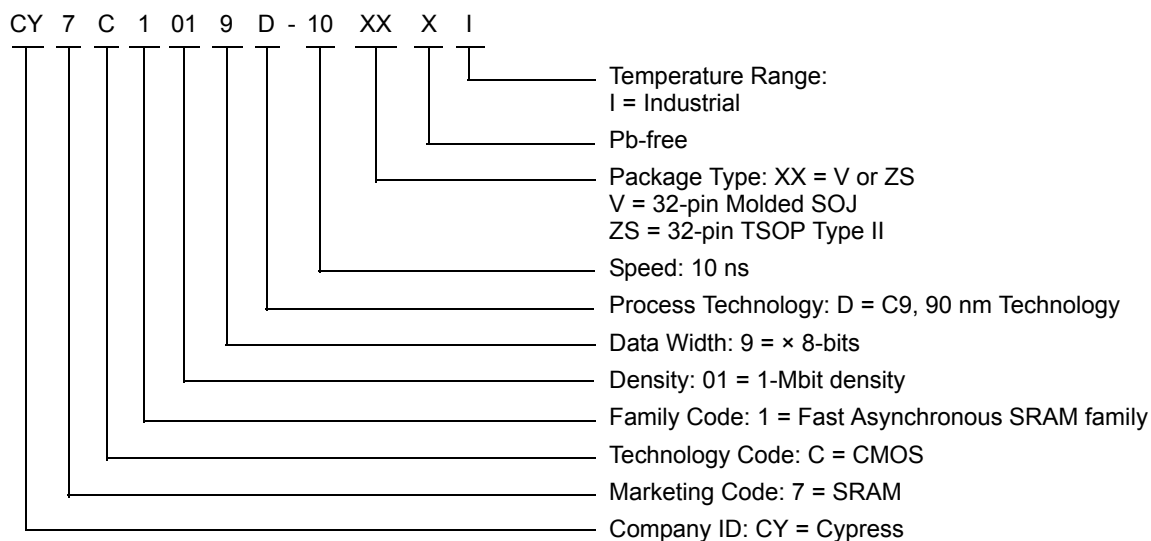 CY 7 C 1 01 9 D - 10 XX X I
Temperature Range:
I = Industrial
Pb-free
Package Type: XX = V or ZS
V = 32-pin Molded SOJ
ZS = 32-pin TSOP Type II
Speed: 10 ns
Process Technology: D = C9, 90 nm Technology
Data Width: 9 = × 8-bits
Density: 01 = 1-Mbit density
Family Code: 1 = Fast Asynchronous SRAM family
Technology Code: C = CMOS
Marketing Code: 7 = SRAM
Company ID: CY = Cypress